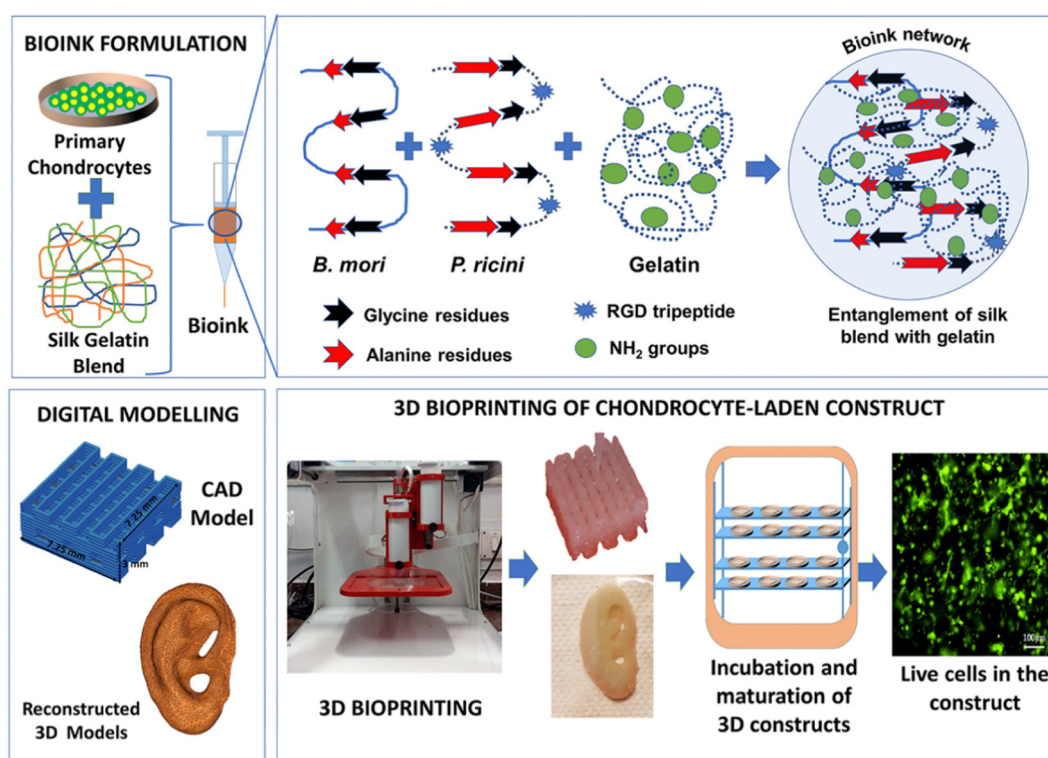 BIOINK FORMULATION
Primary
Chondrocytes
Silk Gelatin
Blend
Bioink
B. mori
P. ricini
Gelatin
Bioink network
Glycine residues
Alanine residues
RGD tripeptide
NH₂ groups
Entanglement of silk
blend with gelatin
DIGITAL MODELLING
CAD
Model
7.25 mm
7.25 mm
3 mm
Reconstructed
3D Models
3D BIOPRINTING OF CHONDROCYTE-LADEN CONSTRUCT
3D BIOPRINTING
Incubation and
maturation of
3D constructs
100µm
Live cells in the
construct